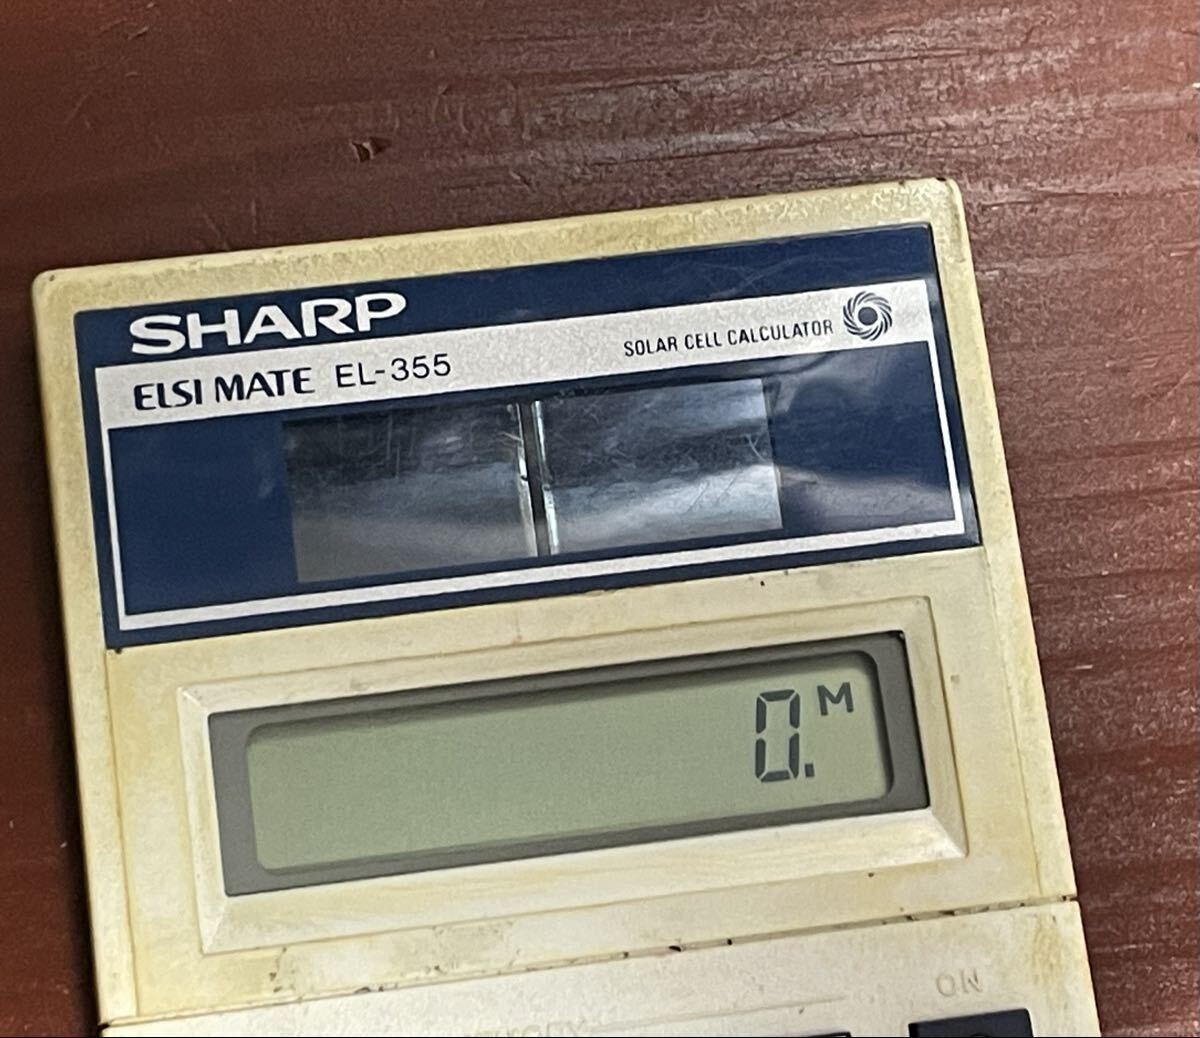 SHARP
ELSI MATE EL-355
SOLAR CELL CALCULATOR
0. M
ON